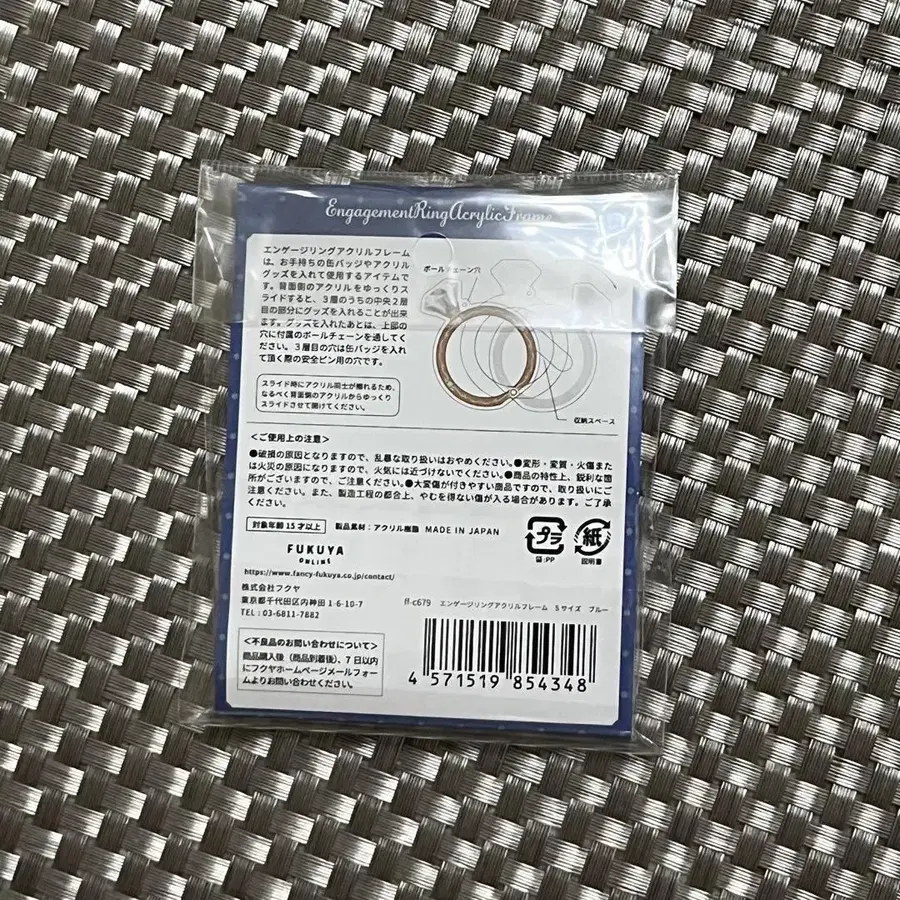 EngagementRingAcrylicFrame
エンゲージリングアクリルフレーム
は、お手持ちの缶バッジやアクリル
グッズを入れて使用するアイテムで
す。背面側のアクリルをゆっくり
スライドすると、3層のうちの中央2層
目の部分にグッズを入れることが出来
ます。グッズを入れたあとは、上部の
穴に付属のボールチェーンを通してく
ださい。3層目の穴は缶バッジを入れ
て頂く際の安全ピン用の穴です。
ボールチェーン穴
収納スペース
スライド時にアクリル同士が擦れるため、
なるべく背面側のアクリルからゆっくり
スライドさせて開けてください。
<ご使用上の注意>
●破損の原因となりますので、乱暴な取り扱いはおやめください。●変形・変質・火傷また
は火災の原因になりますので、火気には近づけないでください。●商品の特性上、鋭利な箇
所がございますので、ご注意ください。●大変傷が付きやすい商品ですので、取り扱いにご
注意ください。また、製造工程の都合上、やむを得ない傷が入る場合があります。ご了承
ください。
対象年齢15才以上 製品素材:アクリル樹脂 MADE IN JAPAN
プラ
袋:PP
紙
説明書
FUKUYA
ONLINE
https://www.fancy-fukuya.co.jp/contact/
株式会社フクヤ
東京都千代田区内神田1-6-10-7
TEL:03-6811-7882
ff-c679 エンゲージリングアクリルフレーム Sサイズ ブルー
<不良品のお問い合わせについて>
商品購入後(商品到着後)、7日以内
にフクヤホームページメールフォー
ムよりお問い合わせください。
4 571519 854348